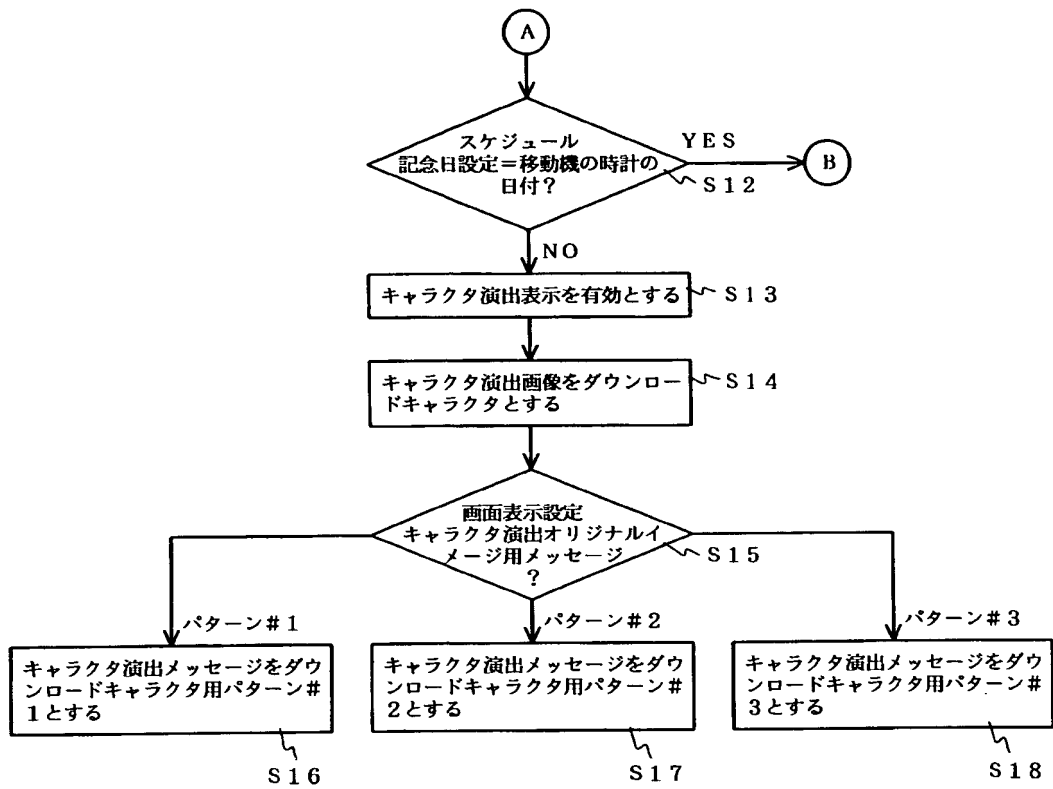 A
スケジュール
記念日設定=移動機の時計の
日付?
YES
B
S12
NO
キャラクタ演出表示を有効とする
S13
キャラクタ演出画像をダウンロー
ドキャラクタとする
S14
画面表示設定
キャラクタ演出オリジナルイ
メージ用メッセージ
?
S15
パターン#1
パターン#2
パターン#3
キャラクタ演出メッセージをダウ
ンロードキャラクタ用パターン#
1とする
キャラクタ演出メッセージをダウ
ンロードキャラクタ用パターン#
2とする
キャラクタ演出メッセージをダウ
ンロードキャラクタ用パターン#
3とする
S16
S17
S18